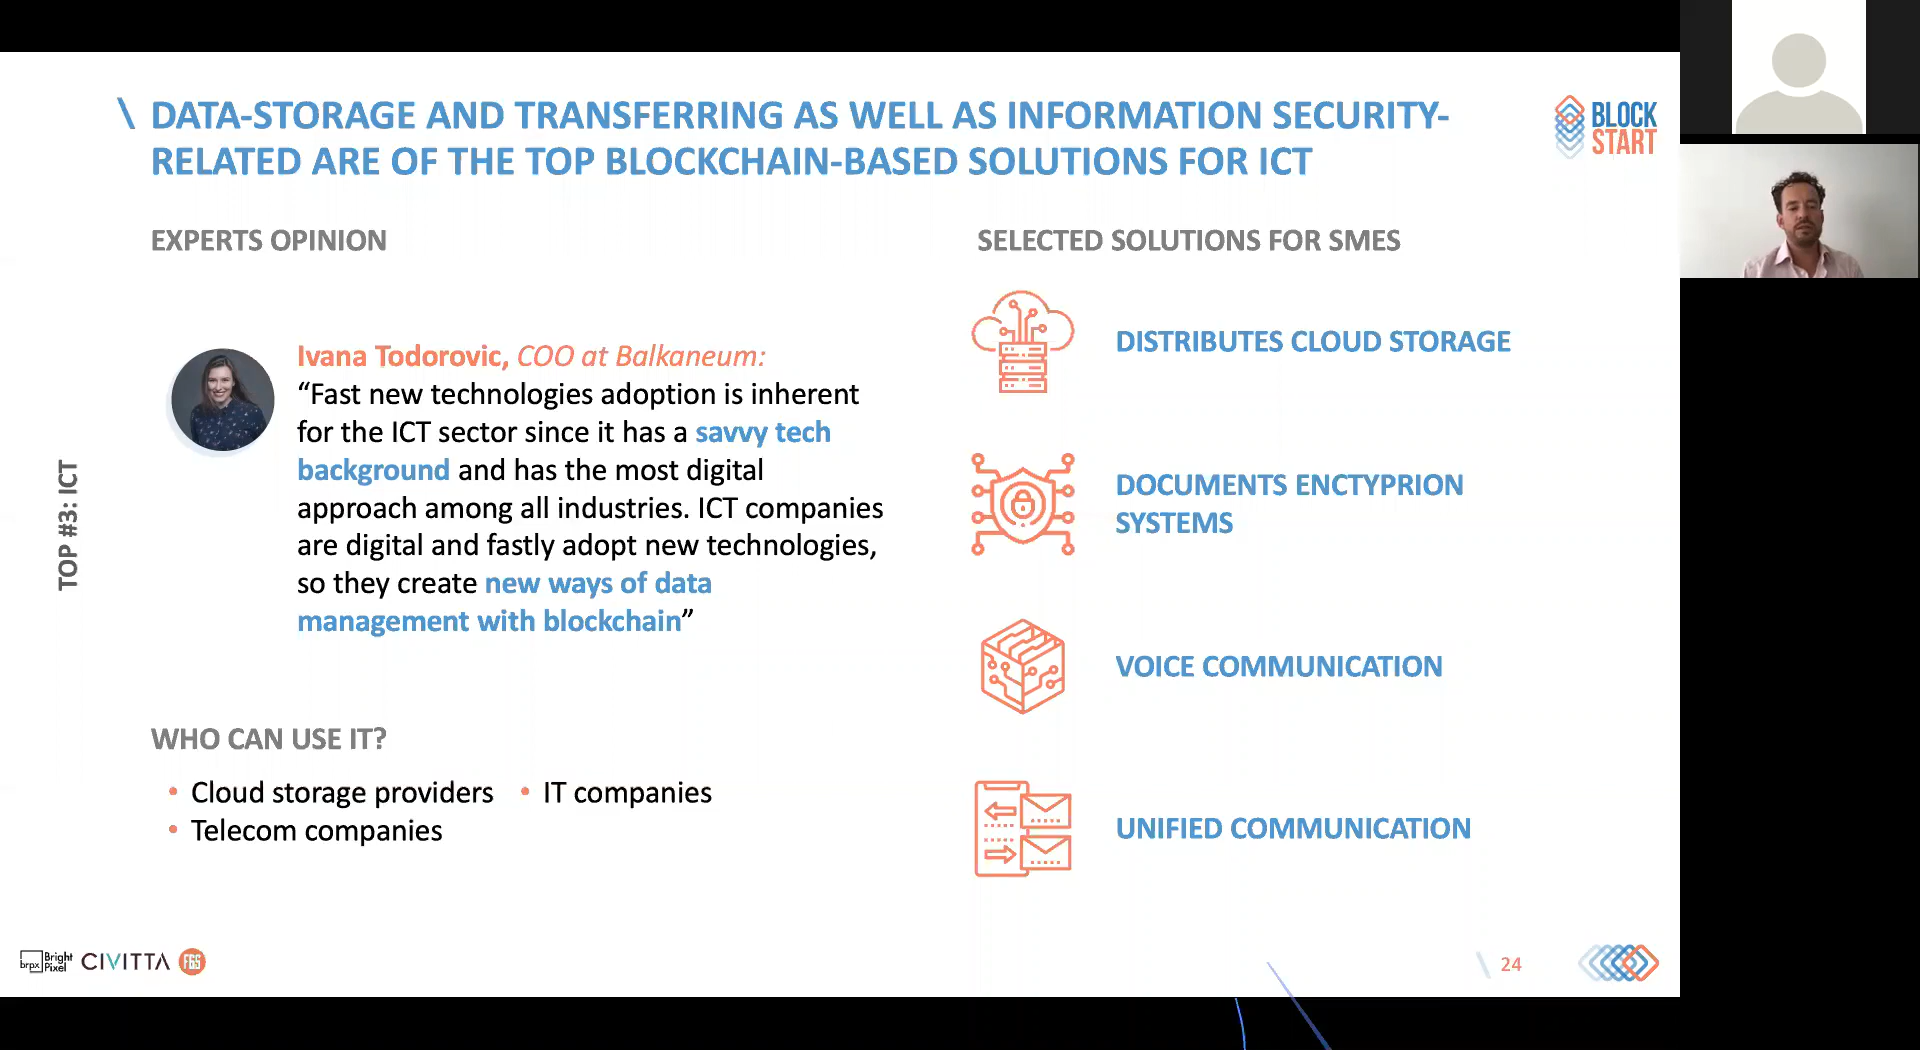 \ DATA-STORAGE AND TRANSFERRING AS WELL AS INFORMATION SECURITY-
RELATED ARE OF THE TOP BLOCKCHAIN-BASED SOLUTIONS FOR ICT
BLOCK
START
EXPERTS OPINION
Ivana Todorovic, COO at Balkaneum:
“Fast new technologies adoption is inherent
for the ICT sector since it has a savvy tech
background and has the most digital
approach among all industries. ICT companies
are digital and fastly adopt new technologies,
so they create new ways of data
management with blockchain”
TOP #3: ICT
WHO CAN USE IT?
• Cloud storage providers
• IT companies
• Telecom companies
SELECTED SOLUTIONS FOR SMES
DISTRIBUTES CLOUD STORAGE
DOCUMENTS ENCTYPRION
SYSTEMS
VOICE COMMUNICATION
UNIFIED COMMUNICATION
brpx Bright
Pixel
CIVITTA
F6S
\ 24